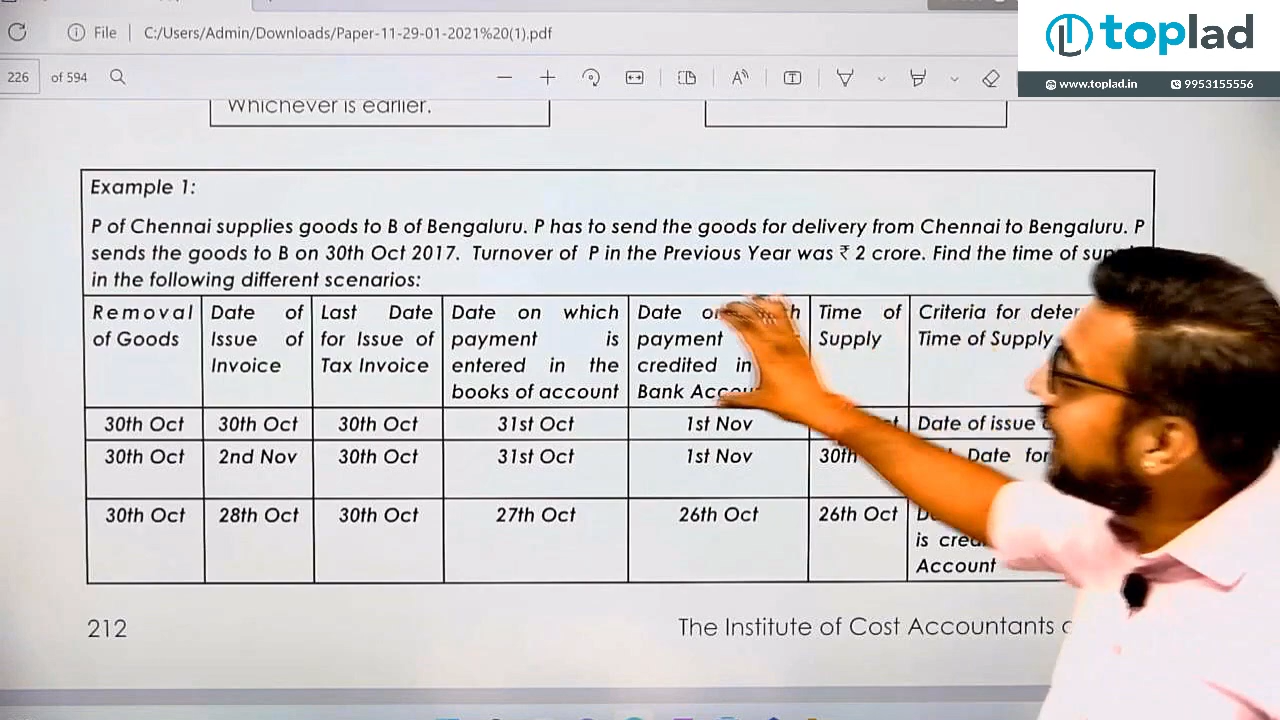 toplad
www.toplad.in 9953155556
File C:/Users/Admin/Downloads/Paper-11-29-01-2021%20(1).pdf
226 of 594
Whichever is earlier.
Example 1:
P of Chennai supplies goods to B of Bengaluru. P has to send the goods for delivery from Chennai to Bengaluru. P
sends the goods to B on 30th Oct 2017. Turnover of P in the Previous Year was ₹ 2 crore. Find the time of
in the following different scenarios:
Removal of Goods
Date of Issue of Invoice
Last Date for Issue of Tax Invoice
Date on which payment is entered in the books of account
Date payment credited in Bank
Time of Supply
Criteria for Time of Supply
30th Oct 30th Oct 30th Oct 31st Oct 1st Nov Date of issue
30th Oct 2nd Nov 30th Oct 31st Oct 1st Nov 30th Date for
30th Oct 28th Oct 30th Oct 27th Oct 26th Oct 26th Oct
is
Account
212 The Institute of Cost Accountants